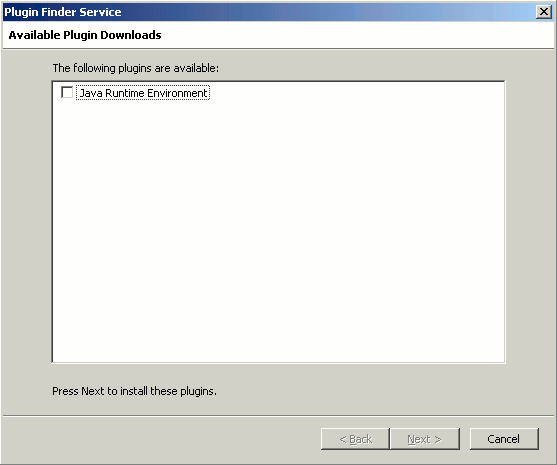 Plugin Finder Service
Available Plugin Downloads
The following plugins are available:
Java Runtime Environment
Press Next to install these plugins.
< Back Next > Cancel